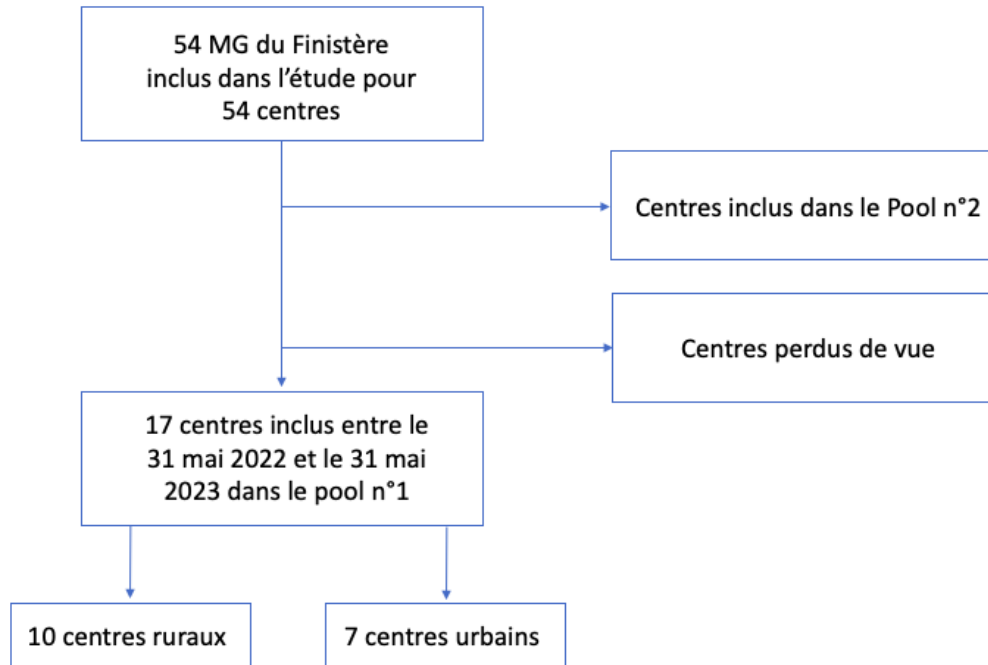 54 MG du Finistère
inclus dans l’étude pour
54 centres
Centres inclus dans le Pool n°2
Centres perdus de vue
17 centres inclus entre le
31 mai 2022 et le 31 mai
2023 dans le pool n°1
10 centres ruraux
7 centres urbains